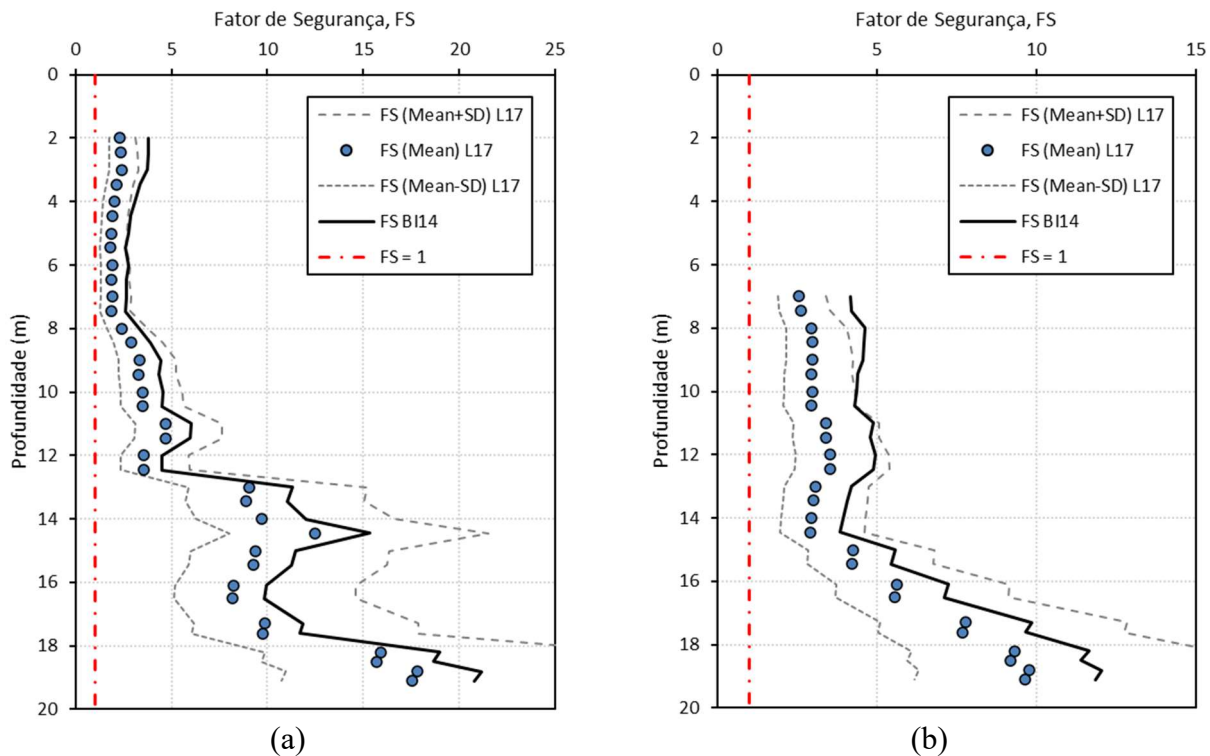 Fator de Segurança, FS
0 5 10 15 20 25
0
2
4
6
8
10
12
14
16
18
20
Profundidade (m)
FS (Mean+SD) L17
FS (Mean) L17
FS (Mean-SD) L17
FS BI14
FS = 1
(a)
Fator de Segurança, FS
0 5 10 15
0
2
4
6
8
10
12
14
16
18
20
Profundidade (m)
FS (Mean+SD) L17
FS (Mean) L17
FS (Mean-SD) L17
FS BI14
FS = 1
(b)